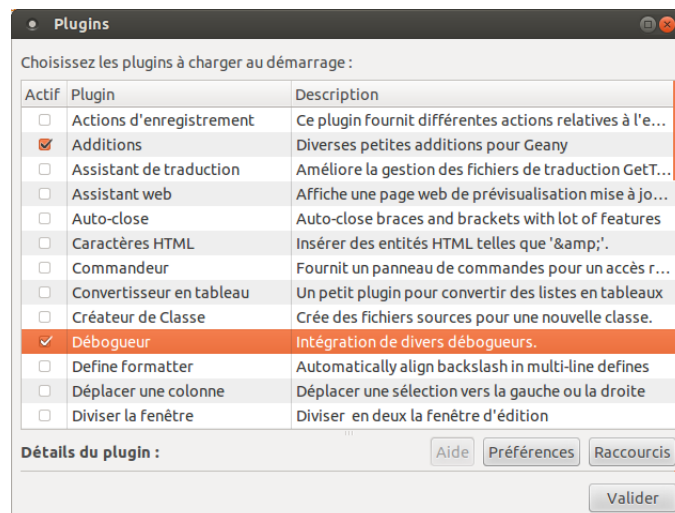 Plugins
Choisissez les plugins à charger au démarrage :
Actif Plugin Description
Actions d'enregistrement Ce plugin fournit différentes actions relatives à l'e...
Additions Diverses petites additions pour Geany
Assistant de traduction Améliore la gestion des fichiers de traduction GetT...
Assistant web Affiche une page web de prévisualisation mise à jo...
Auto-close Auto-close braces and brackets with lot of features
Caractères HTML Insérer des entités HTML telles que '&amp;'.
Commandeur Fournit un panneau de commandes pour un accès r...
Convertisseur en tableau Un petit plugin pour convertir des listes en tableaux
Créateur de Classe Crée des fichiers sources pour une nouvelle classe.
Débogueur Intégration de divers débogueurs.
Define formatter Automatically align backslash in multi-line defines
Déplacer une colonne Déplacer une sélection vers la gauche ou la droite
Diviser la fenêtre Diviser en deux la fenêtre d'édition
Détails du plugin : Aide Préférences Raccourcis
Valider